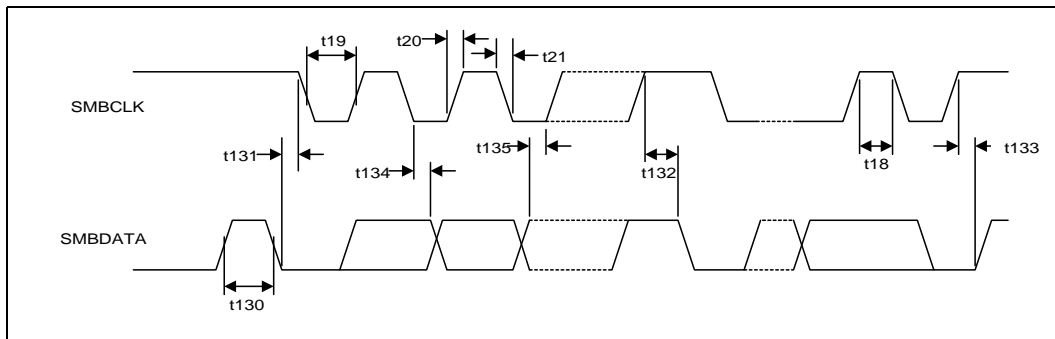 t19
t20
t21
SMBCLK
t131
t134
t135
t132
t18
t133
SMBDATA
t130